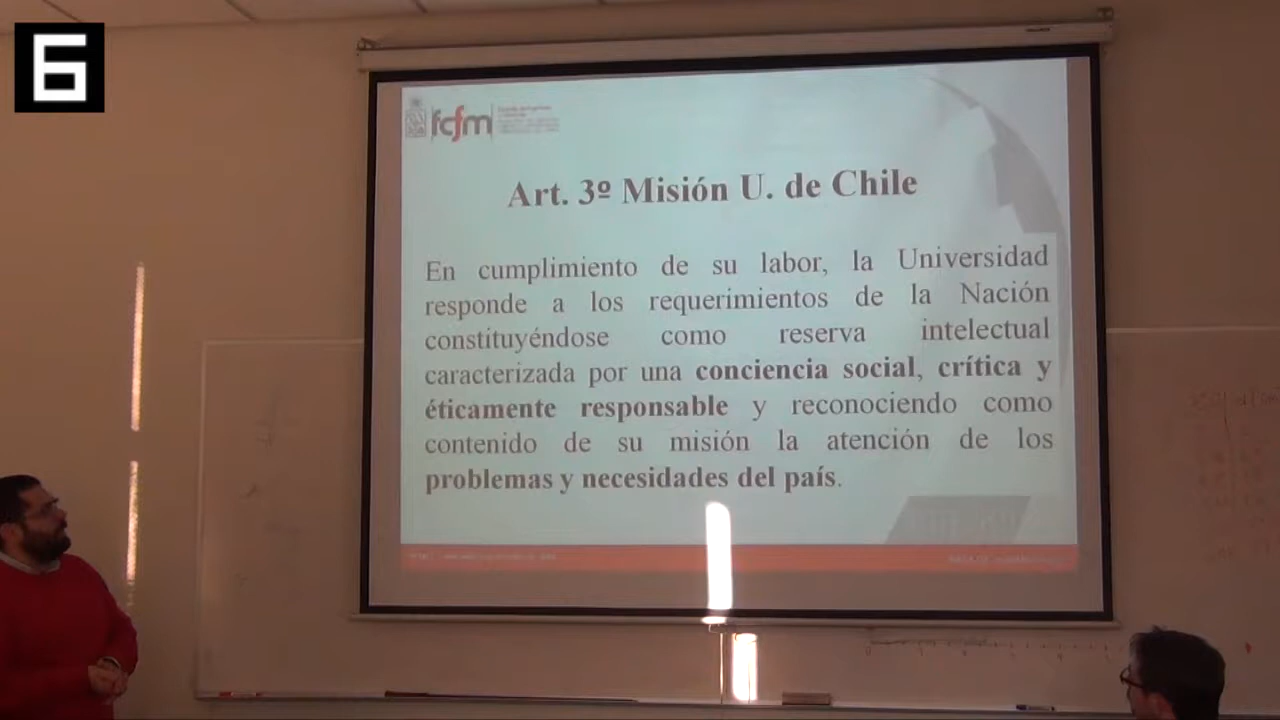 6
fcfm
Art. 3º Misión U. de Chile
En cumplimiento de su labor, la Universidad
responde a los requerimientos de la Nación
constituyéndose como reserva intelectual
caracterizada por una conciencia social, crítica y
éticamente responsable y reconociendo como
contenido de su misión la atención de los
problemas y necesidades del país.